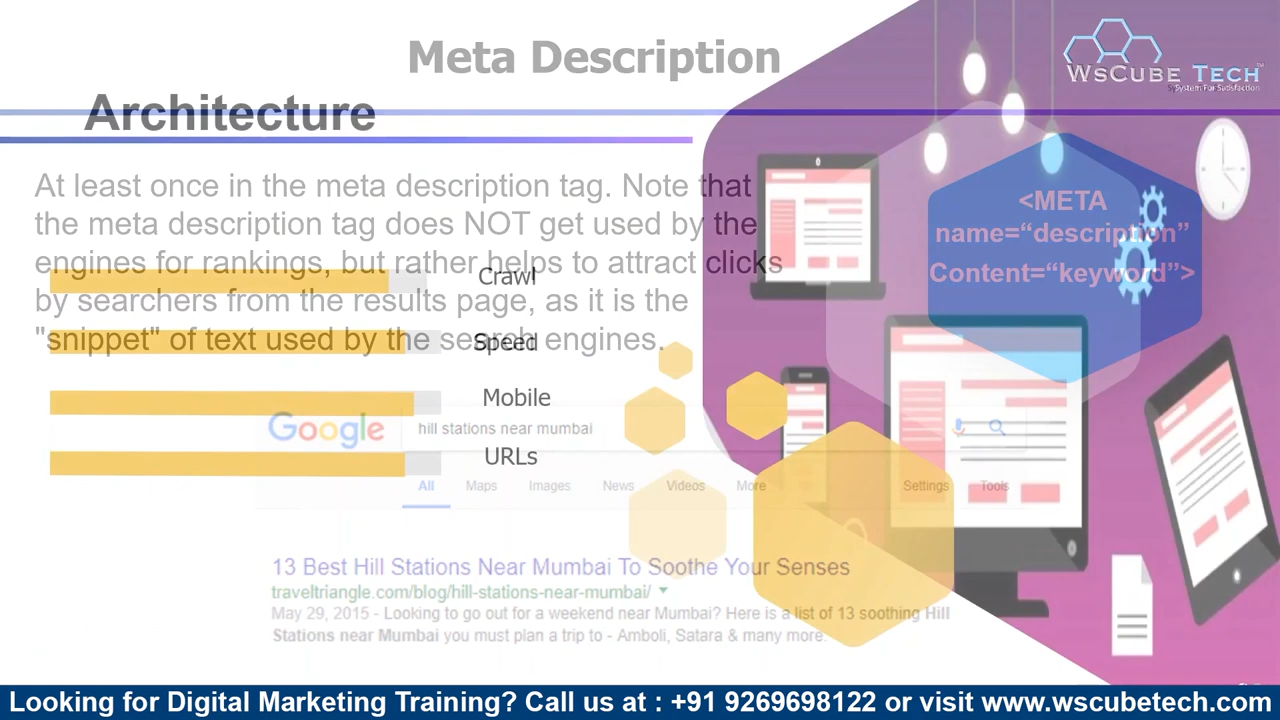 Meta Description
WsCube Tech
System For Satisfaction
Architecture
At least once in the meta description tag. Note that
the meta description tag does NOT get used by the
engines for rankings, but rather helps to attract clicks
by searchers from the results page, as it is the
"snippet" of text used by the search engines.
<META
name=“description”
Content=“keyword”>
Crawl
Speed
Mobile
URLs
Google
hill stations near mumbai
All Maps Images News Videos More Settings Tools
13 Best Hill Stations Near Mumbai To Soothe Your Senses
traveltriangle.com/blog/hill-stations-near-mumbai/
May 29, 2015 - Looking to go out for a weekend near Mumbai? Here is a list of 13 soothing Hill
Stations near Mumbai you must plan a trip to - Amboli, Satara & many more.
Looking for Digital Marketing Training? Call us at : +91 9269698122 or visit www.wscubetech.com